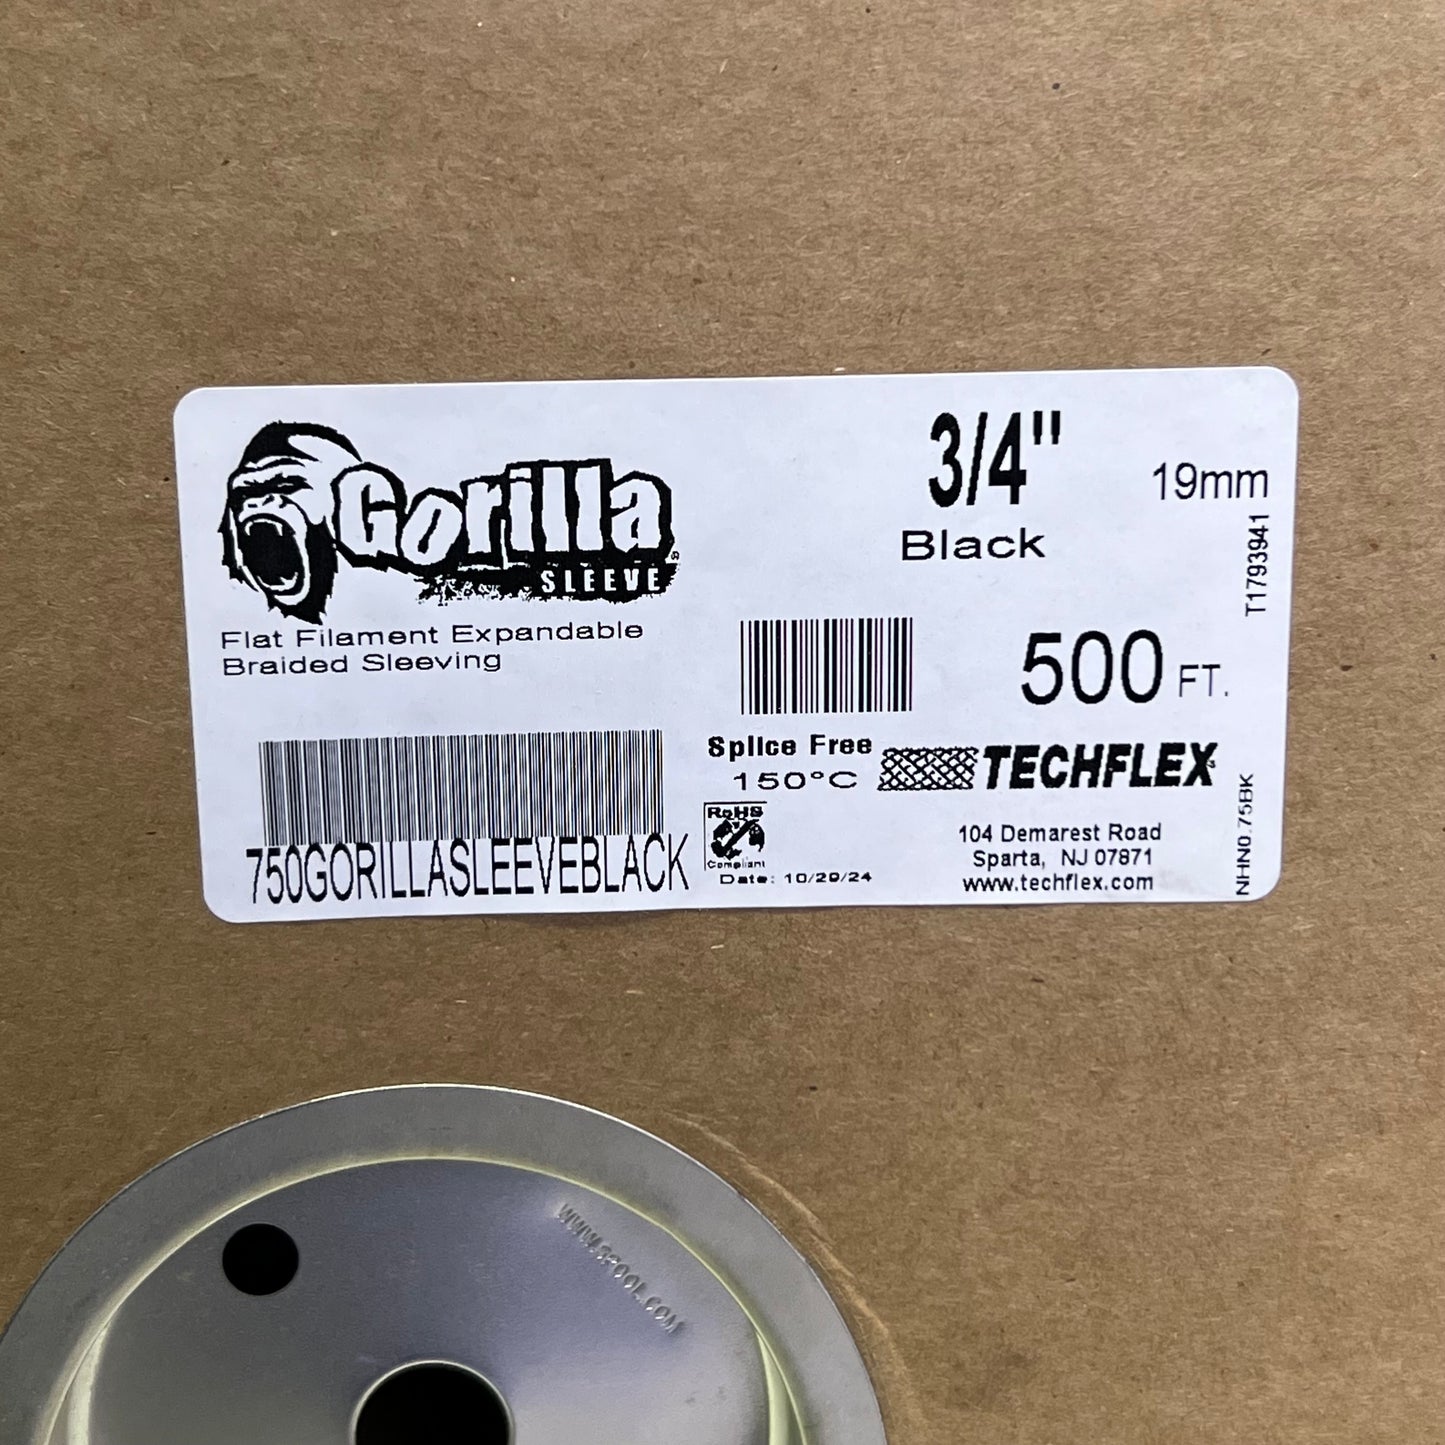 Gorilla
SLEEVE
Flat Filament Expandable
Braided Sleeving
3/4"
19mm
Black
T1793941
500 FT.
750GORILLASLEEVEBLACK
Splice Free
150°C
RoHS
Compliant
Date: 10/29/24
TECHFLEX
104 Demarest Road
Sparta, NJ 07871
www.techflex.com
NHN0.75BK